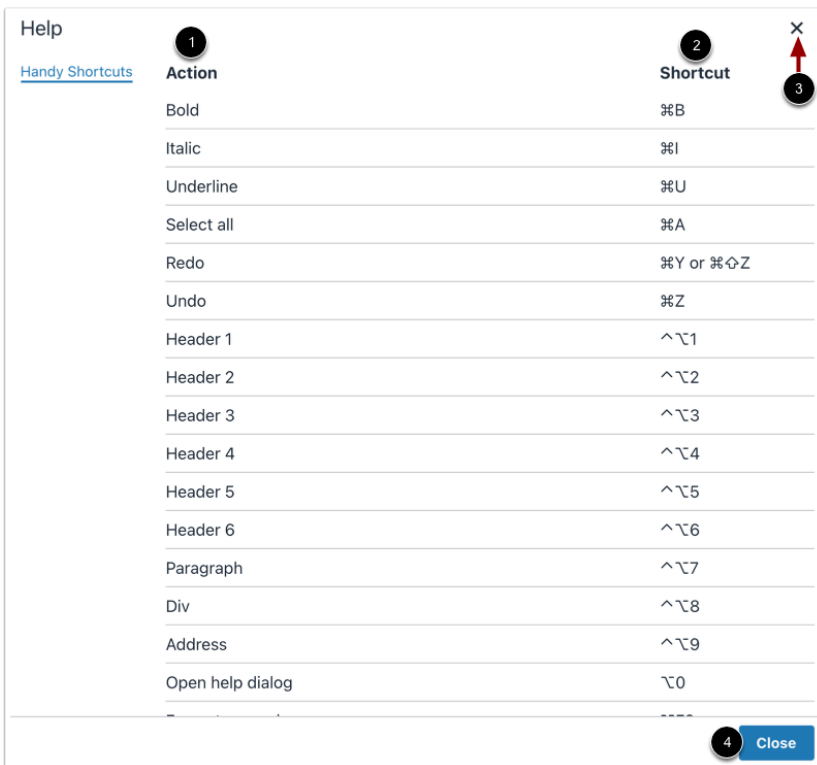 Help
1 2
3
Handy Shortcuts Action Shortcut
Bold ⌘B
Italic ⌘I
Underline ⌘U
Select all ⌘A
Redo ⌘Y or ⌘⇧Z
Undo ⌘Z
Header 1 ^⌥1
Header 2 ^⌥2
Header 3 ^⌥3
Header 4 ^⌥4
Header 5 ^⌥5
Header 6 ^⌥6
Paragraph ^⌥7
Div ^⌥8
Address ^⌥9
Open help dialog ⌥0
4 Close